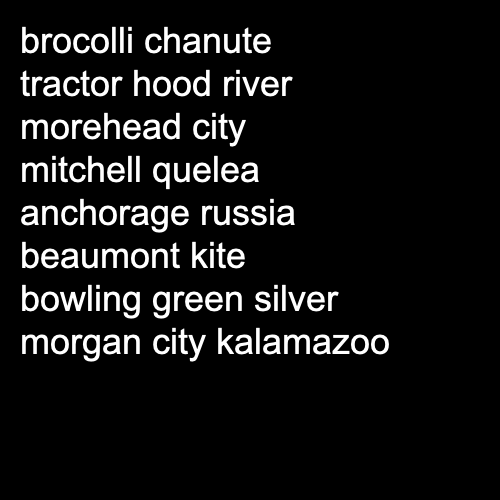 brocolli chanute
tractor hood river
morehead city
mitchell quelea
anchorage russia
beaumont kite
bowling green silver
morgan city kalamazoo